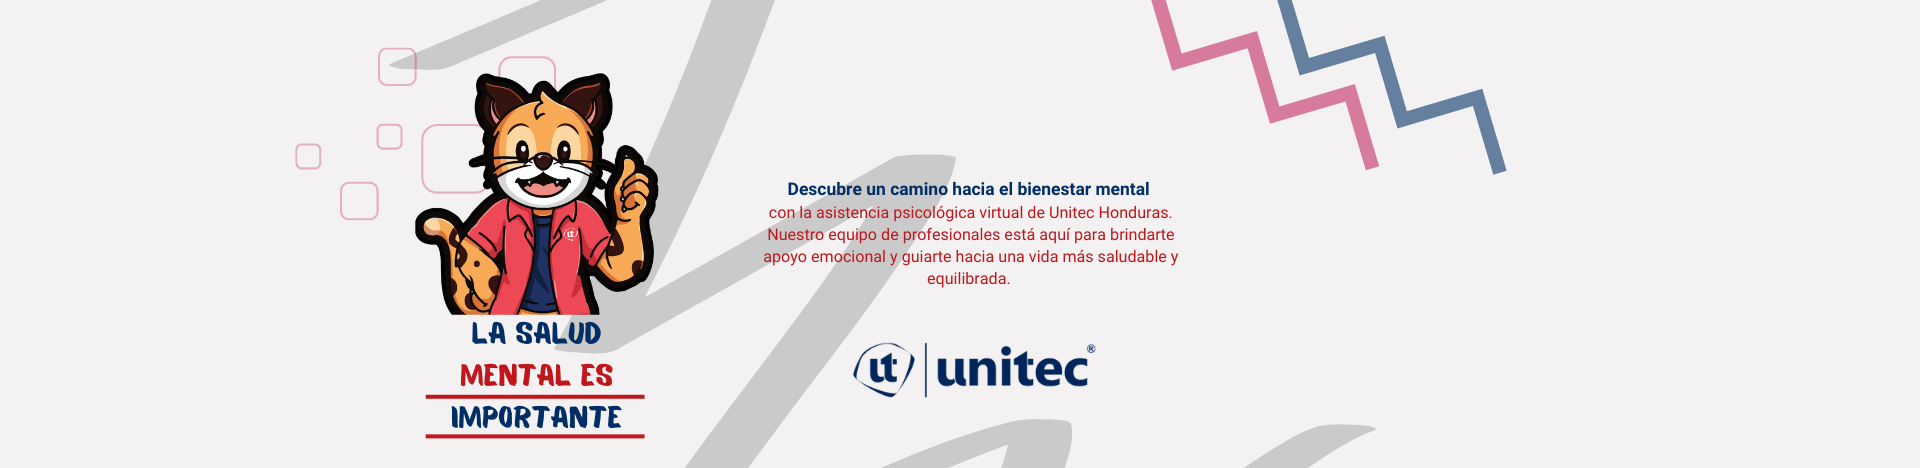 LA SALUD
MENTAL ES
IMPORTANTE
Descubre un camino hacia el bienestar mental
con la asistencia psicológica virtual de Unitec Honduras.
Nuestro equipo de profesionales está aquí para brindarte
apoyo emocional y guiarte hacia una vida más saludable y
equilibrada.
ut unitec®